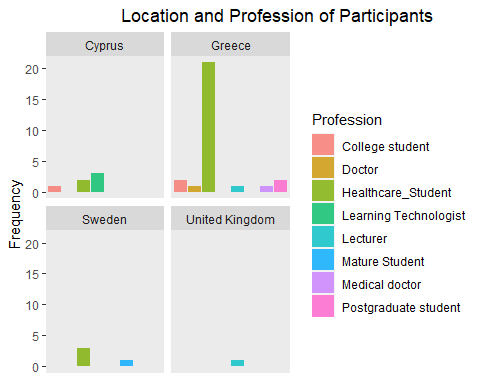 Location and Profession of Participants
Cyprus
Greece
20
15
10
5
0
Sweden
United Kingdom
20
15
10
5
0
Frequency
Profession
College student
Doctor
Healthcare_Student
Learning Technologist
Lecturer
Mature Student
Medical doctor
Postgraduate student